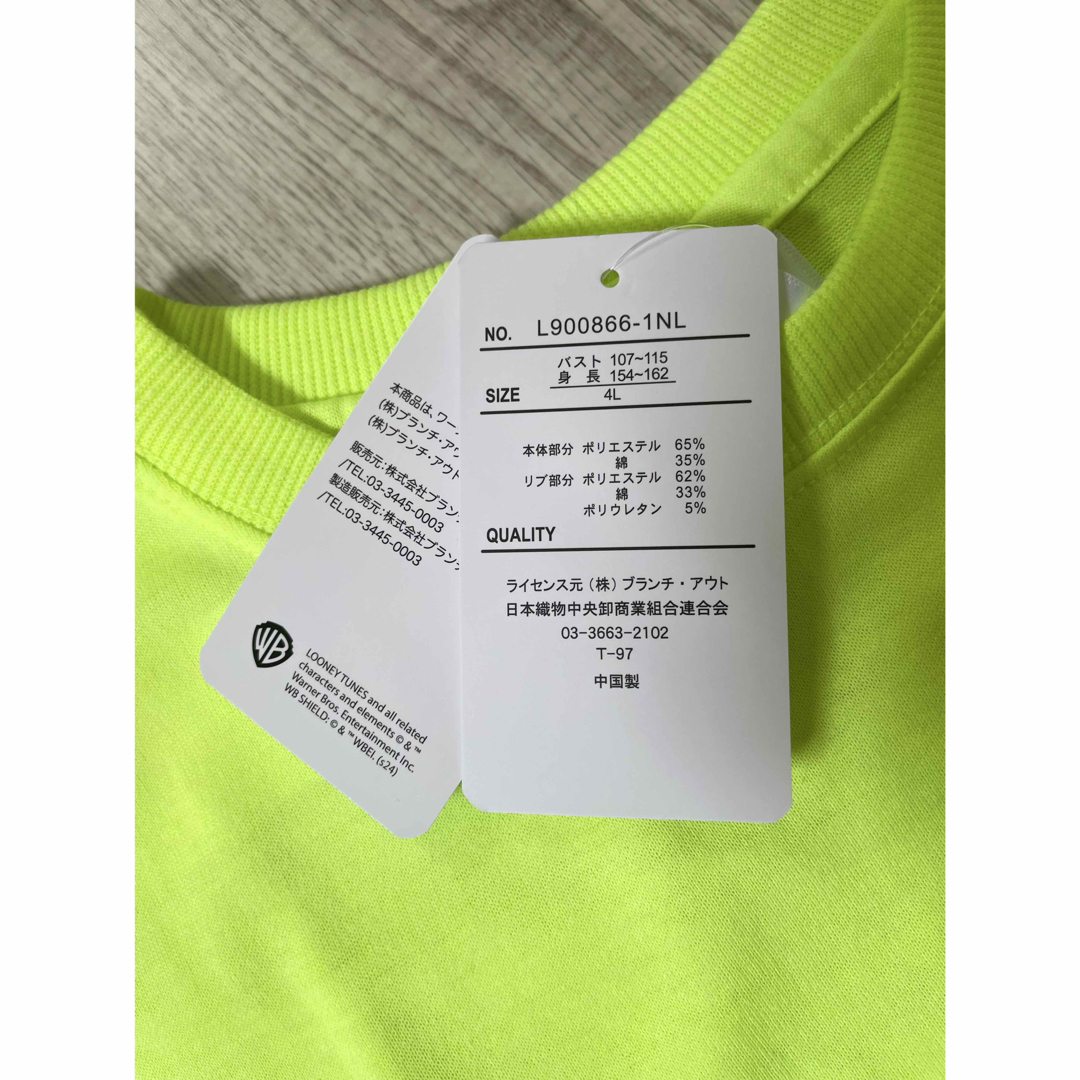 NO. L900866-1NL
バスト 107~115
身 長 154~162
SIZE 4L
本体部分 ポリエステル 65%
綿 35%
リブ部分 ポリエステル 62%
綿 33%
ポリウレタン 5%
QUALITY
ライセンス元 (株) ブランチ・アウト
日本織物中央卸商業組合連合会
03-3663-2102
T-97
中国製
本商品は、ワー
(株)ブランチ・アウ
(株)ブランチ・アウト
販売元:株式会社ブラン
/TEL:03-3445-0003
製造販売元:株式会社ブラン
/TEL:03-3445-0003
WB
LOONEY TUNES and all related
characters and elements © & ™
Warner Bros. Entertainment Inc.
WB SHIELD: © & ™ WBEI. (s24)